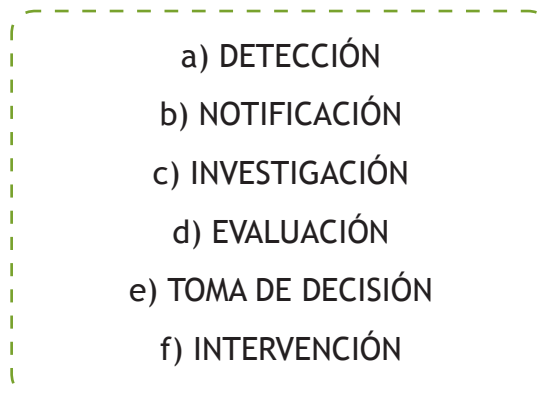 a) DETECCIÓN
b) NOTIFICACIÓN
c) INVESTIGACIÓN
d) EVALUACIÓN
e) TOMA DE DECISIÓN
f) INTERVENCIÓN